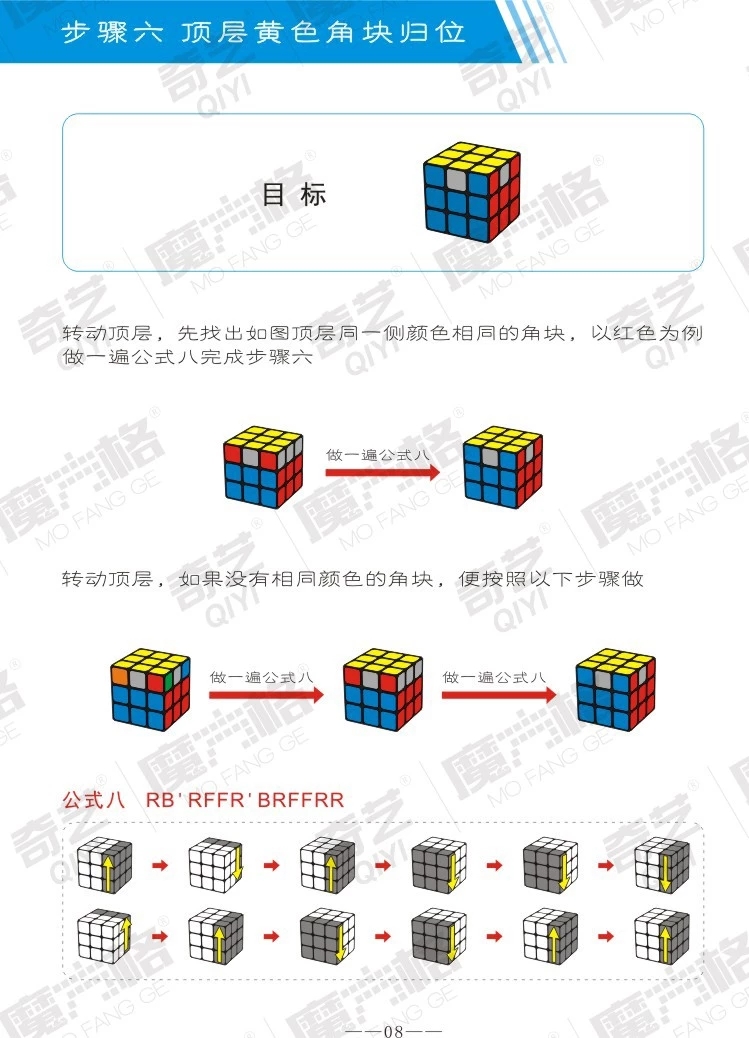 步骤六 顶层黄色角块归位
目 标
转动顶层，先找出如图顶层同一侧颜色相同的角块，以红色为例
做一遍公式八完成步骤六
做一遍公式八
转动顶层，如果没有相同颜色的角块，便按照以下步骤做
做一遍公式八
做一遍公式八
公式八 RB'RFFR'BRFFRR
——08——
奇艺
QIYI
魔方格®
MO FANG GE